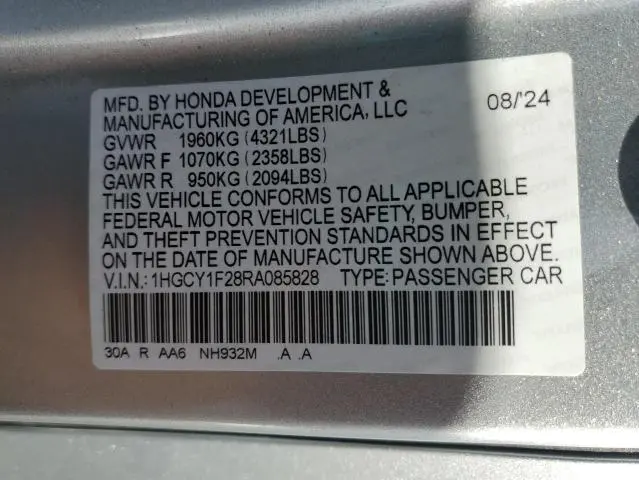 MFD. BY HONDA DEVELOPMENT &
MANUFACTURING OF AMERICA, LLC 08/'24
GVWR 1960KG (4321LBS)
GAWR F 1070KG (2358LBS)
GAWR R 950KG (2094LBS)
THIS VEHICLE CONFORMS TO ALL APPLICABLE
FEDERAL MOTOR VEHICLE SAFETY, BUMPER,
AND THEFT PREVENTION STANDARDS IN EFFECT
ON THE DATE OF MANUFACTURE SHOWN ABOVE.
V.I.N.: 1HGCY1F28RA085828 TYPE: PASSENGER CAR
30A R AA6 NH932M .A .A